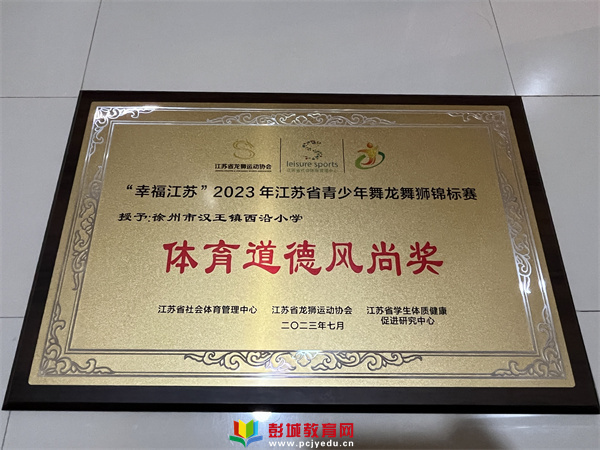 江苏省龙狮运动协会
leisure sports
“幸福江苏”2023年江苏省青少年舞龙舞狮锦标赛
授予:徐州市汉王镇西沿小学
体育道德风尚奖
江苏省社会体育管理中心 江苏省龙狮运动协会 江苏省学生体质健康
促进研究中心
二〇二三年七月
彭城教育网
www.pcjyedu.cn